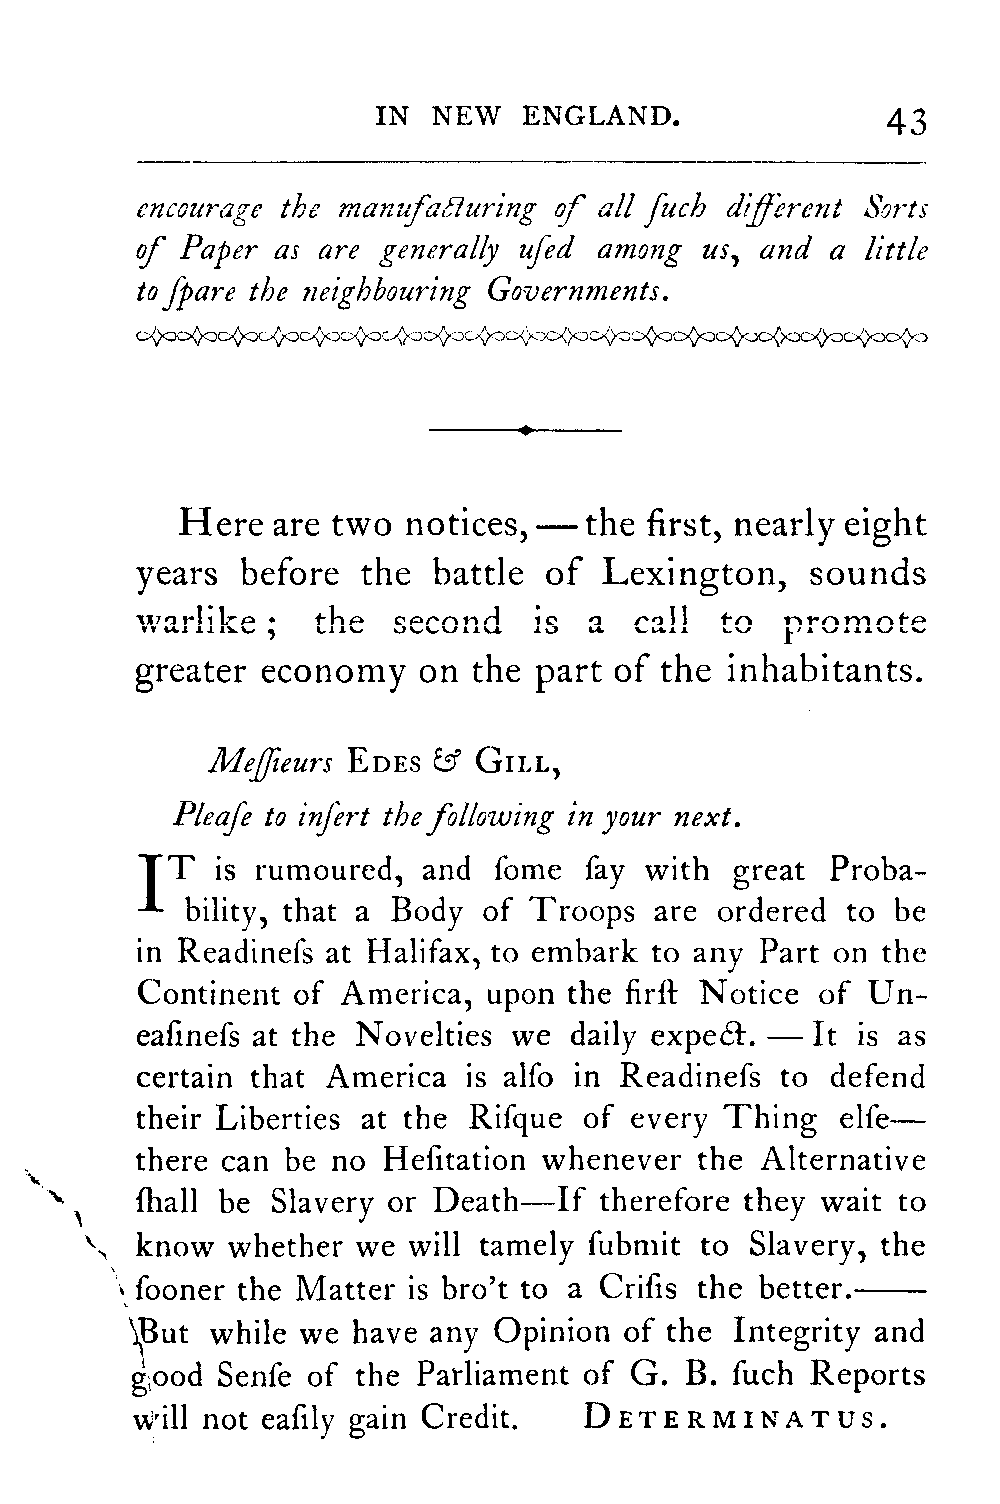 IN NEW ENGLAND. 43
encourage the manufacturing of all ſuch different Sorts
of Paper as are generally uſed among us, and a little
to ſpare the neighbouring Governments.
Here are two notices, — the first, nearly eight
years before the battle of Lexington, sounds
warlike ; the second is a call to promote
greater economy on the part of the inhabitants.
Meſſieurs EDES & GILL,
Pleaſe to inſert the following in your next.
IT is rumoured, and ſome ſay with great Proba-
bility, that a Body of Troops are ordered to be
in Readineſs at Halifax, to embark to any Part on the
Continent of America, upon the firſt Notice of Un-
eaſineſs at the Novelties we daily expect. — It is as
certain that America is alſo in Readineſs to defend
their Liberties at the Riſque of every Thing elſe—
there can be no Heſitation whenever the Alternative
ſhall be Slavery or Death—If therefore they wait to
know whether we will tamely ſubmit to Slavery, the
ſooner the Matter is bro't to a Criſis the better.——
But while we have any Opinion of the Integrity and
good Senſe of the Parliament of G. B. ſuch Reports
will not eaſily gain Credit. DETERMINATUS.